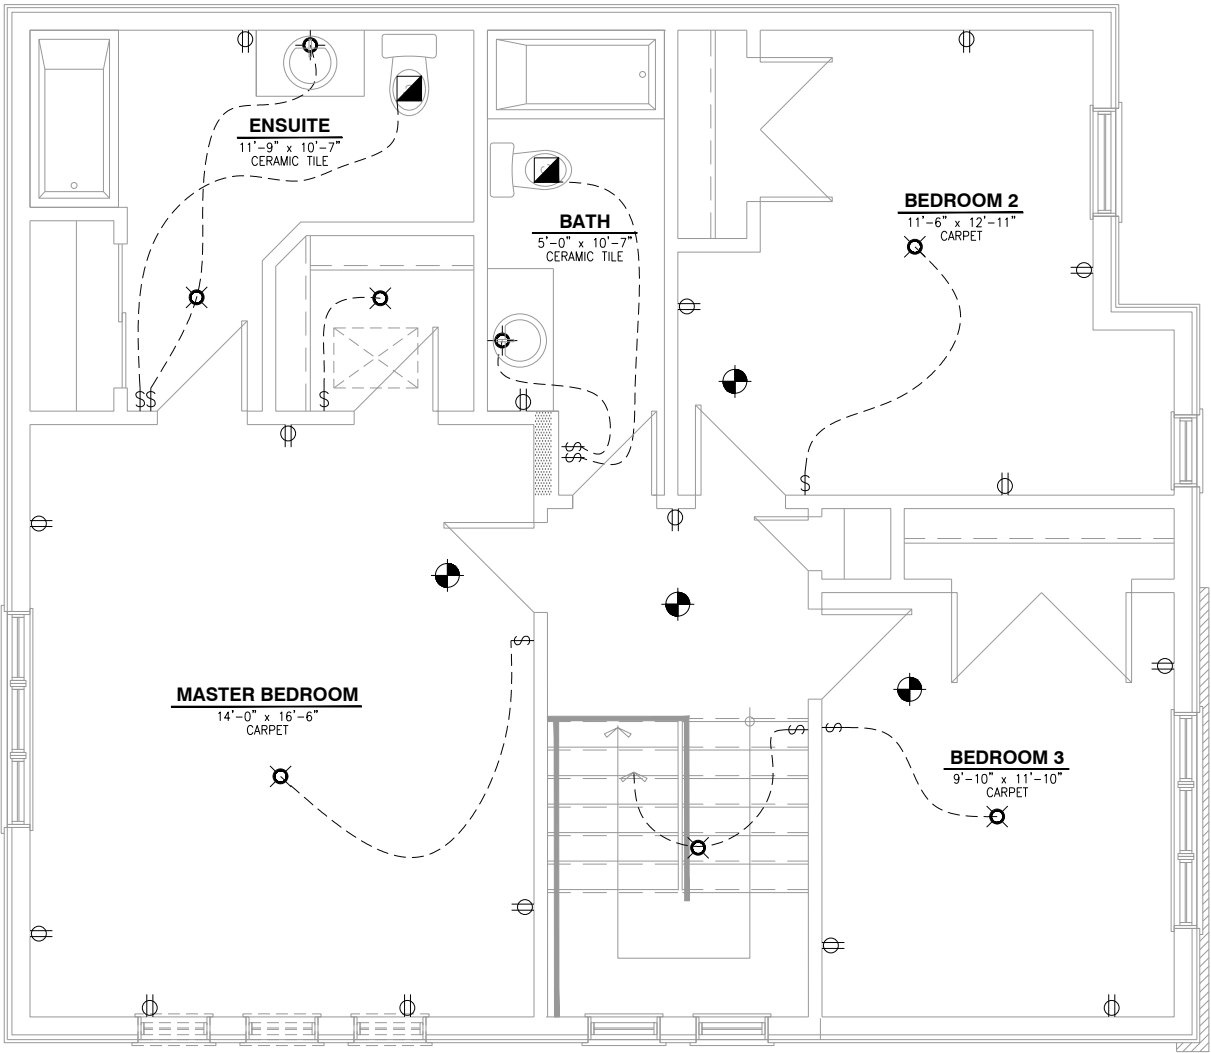 ENSUITE
11'-9" x 10'-7"
CERAMIC TILE
BATH
5'-0" x 10'-7"
CERAMIC TILE
BEDROOM 2
11'-6" x 12'-11"
CARPET
$$
$
$
$
$
$
MASTER BEDROOM
14'-0" x 16'-6"
CARPET
$
$
BEDROOM 3
9'-10" x 11'-10"
CARPET